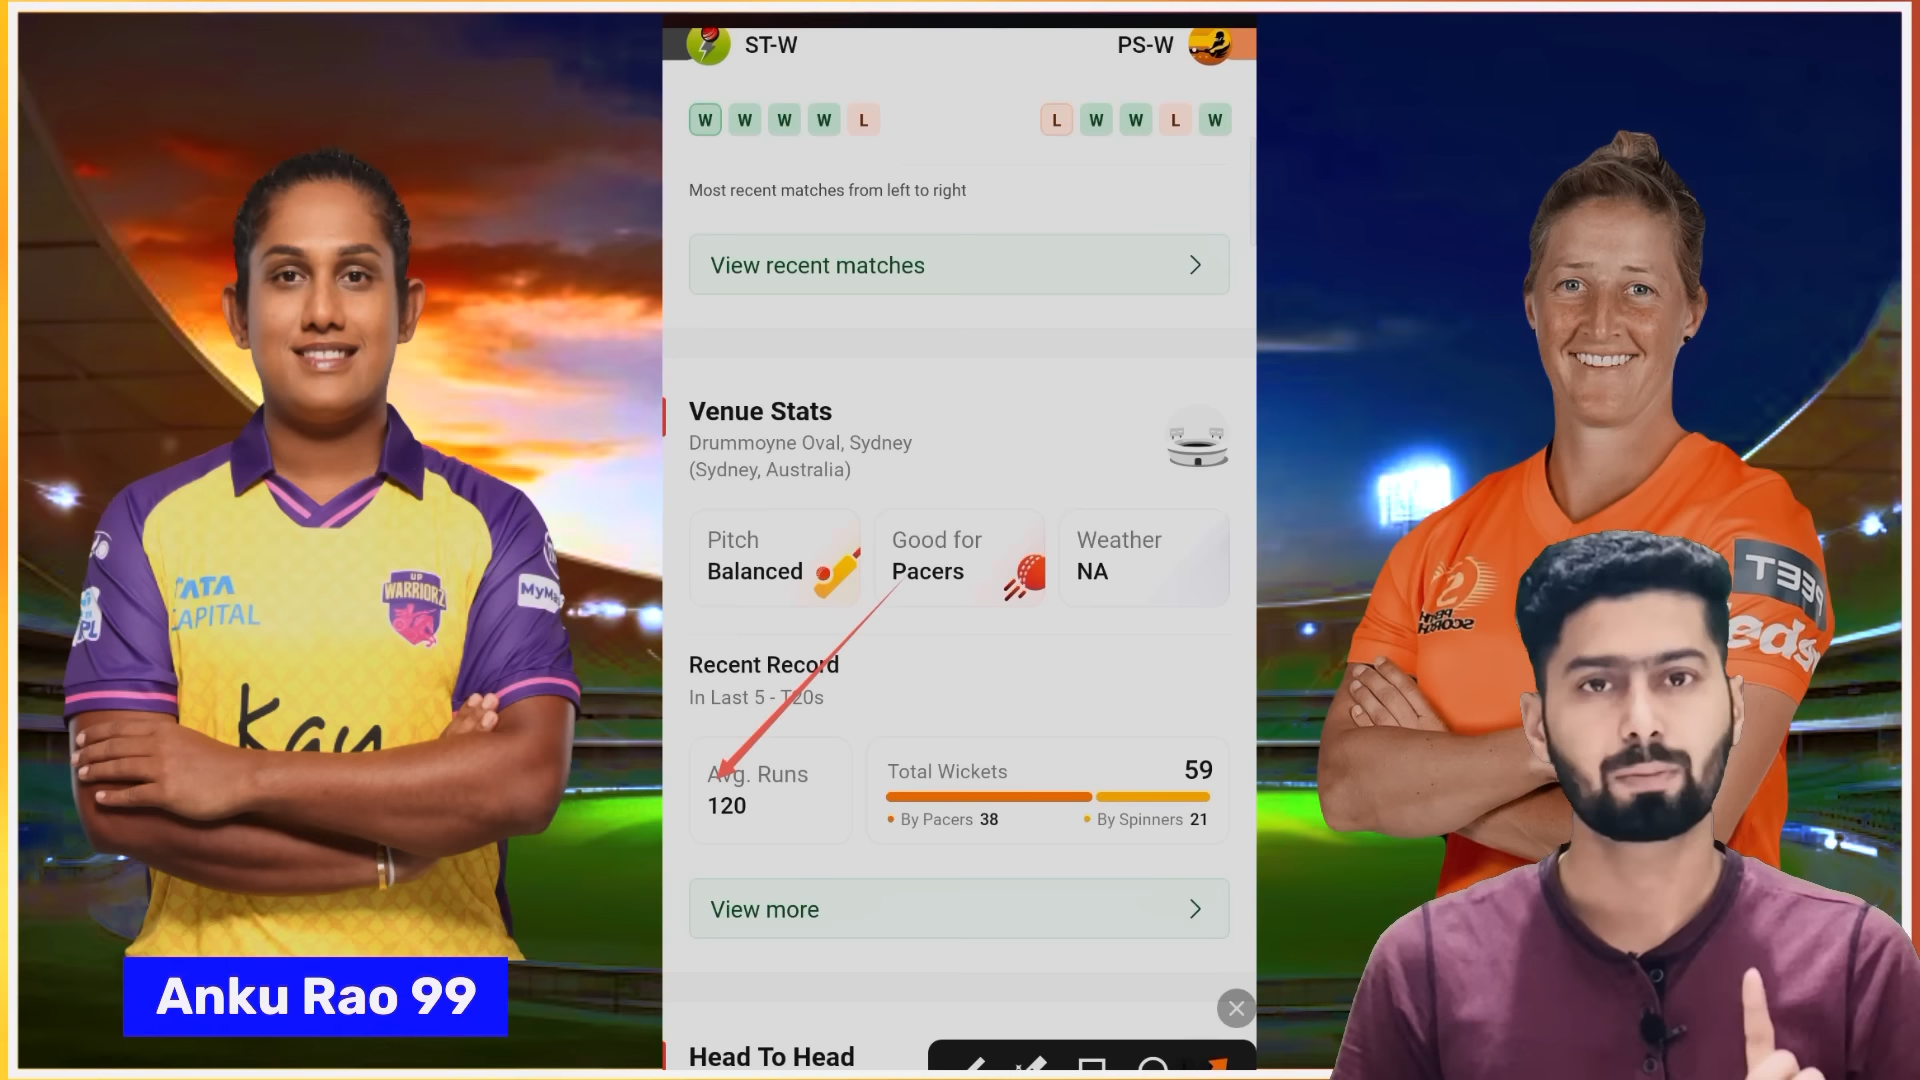 ST-W
PS-W
W W W W L
L W W L W
Most recent matches from left to right
View recent matches
Venue Stats
Drummoyne Oval, Sydney
(Sydney, Australia)
Pitch
Balanced
Good for
Pacers
Weather
NA
Recent Record
In Last 5 - T20s
Avg. Runs
120
Total Wickets 59
By Pacers 38
By Spinners 21
View more
Head To Head
TATA
CAPITAL
UP
WARRIORZ
Kay
Anku Rao 99